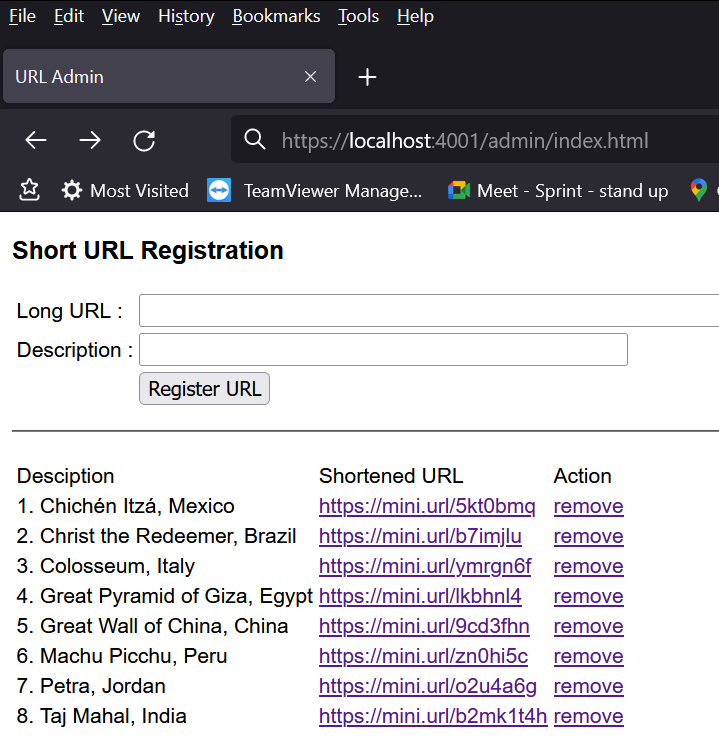 File Edit View History Bookmarks Tools Help
URL Admin
https://localhost:4001/admin/index.html
Most Visited TeamViewer Manage... Meet - Sprint - stand up
Short URL Registration
Long URL :
Description :
Register URL
Desciption Shortened URL Action
1. Chichén Itzá, Mexico https://mini.url/5kt0bmq remove
2. Christ the Redeemer, Brazil https://mini.url/b7imjlu remove
3. Colosseum, Italy https://mini.url/ymrgn6f remove
4. Great Pyramid of Giza, Egypt https://mini.url/lkbhnl4 remove
5. Great Wall of China, China https://mini.url/9cd3fhn remove
6. Machu Picchu, Peru https://mini.url/zn0hi5c remove
7. Petra, Jordan https://mini.url/o2u4a6g remove
8. Taj Mahal, India https://mini.url/b2mk1t4h remove